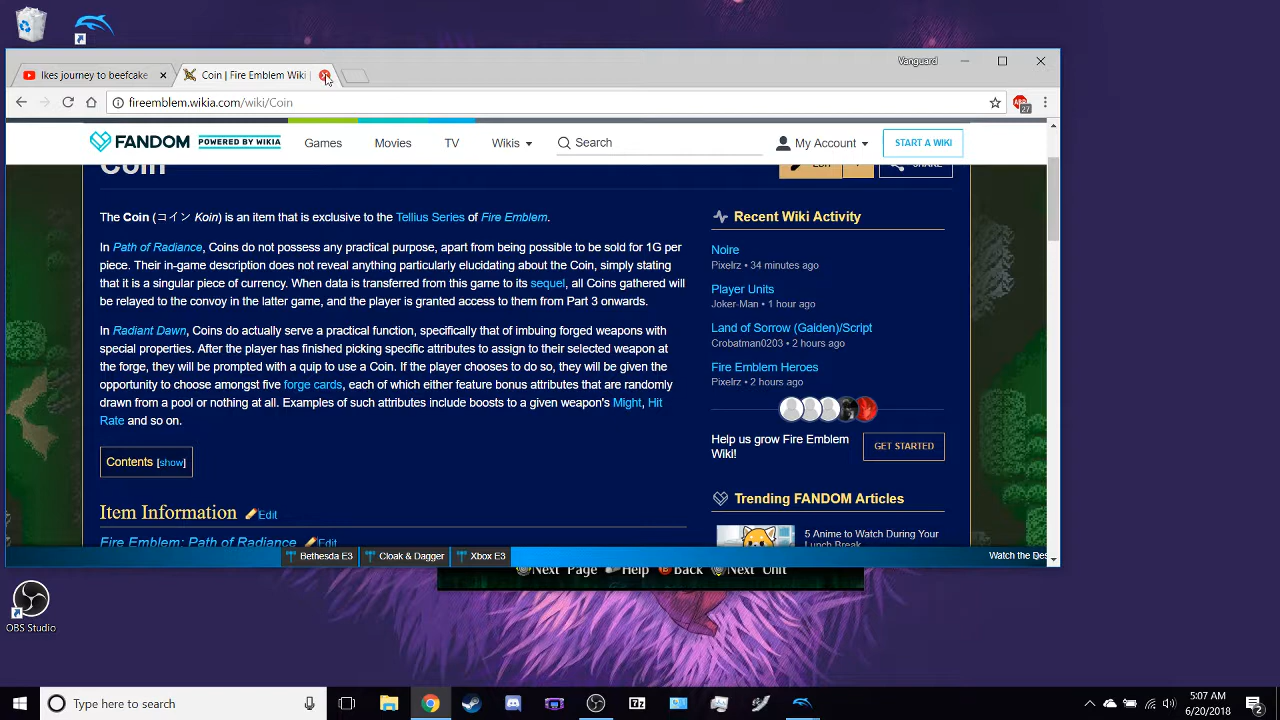 Vanguard
Ikes journey to beefcake
Coin | Fire Emblem Wiki |
fireemblem.wikia.com/wiki/Coin
ABP
27
FANDOM
POWERED BY WIKIA
Games
Movies
TV
Wikis
Search
My Account
START A WIKI
Coin
EDIT
SHARE
The Coin (コイン Koin) is an item that is exclusive to the Tellius Series of Fire Emblem.
In Path of Radiance, Coins do not possess any practical purpose, apart from being possible to be sold for 1G per
piece. Their in-game description does not reveal anything particularly elucidating about the Coin, simply stating
that it is a singular piece of currency. When data is transferred from this game to its sequel, all Coins gathered will
be relayed to the convoy in the latter game, and the player is granted access to them from Part 3 onwards.
In Radiant Dawn, Coins do actually serve a practical function, specifically that of imbuing forged weapons with
special properties. After the player has finished picking specific attributes to assign to their selected weapon at
the forge, they will be prompted with a quip to use a Coin. If the player chooses to do so, they will be given the
opportunity to choose amongst five forge cards, each of which either feature bonus attributes that are randomly
drawn from a pool or nothing at all. Examples of such attributes include boosts to a given weapon's Might, Hit
Rate and so on.
Contents [show]
Item Information Edit
Fire Emblem: Path of Radiance Edit
Recent Wiki Activity
Noire
Pixelrz • 34 minutes ago
Player Units
Joker-Man • 1 hour ago
Land of Sorrow (Gaiden)/Script
Crobatman0203 • 2 hours ago
Fire Emblem Heroes
Pixelrz • 2 hours ago
Help us grow Fire Emblem
Wiki!
GET STARTED
Trending FANDOM Articles
5 Anime to Watch During Your
Lunch Break
Bethesda E3
Cloak & Dagger
Xbox E3
Watch the Des
Next Page Help Back Next Unit
OBS Studio
Type here to search
7z
5:07 AM
6/20/2018
2